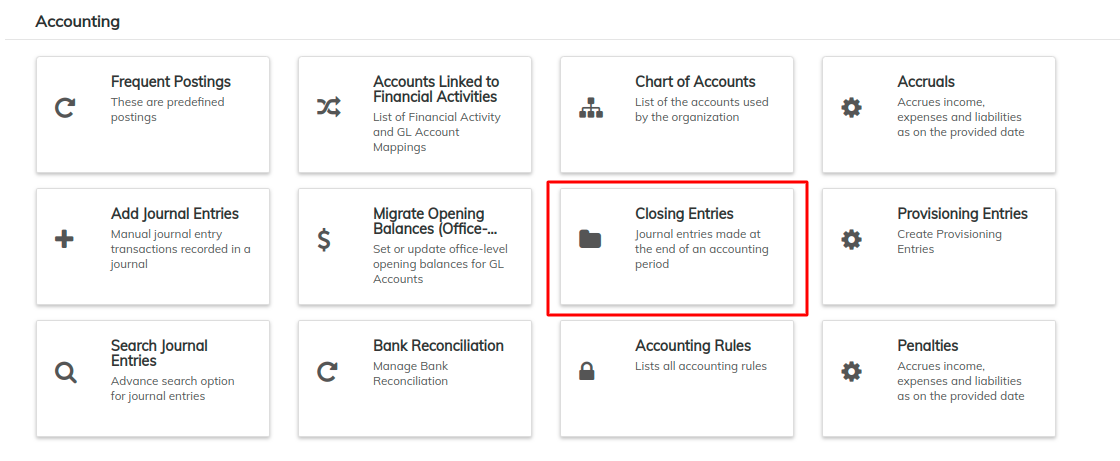 Accounting
Frequent Postings
These are predefined
postings
Accounts Linked to
Financial Activities
List of Financial Activity
and GL Account
Mappings
Chart of Accounts
List of the accounts used
by the organization
Accruals
Accrues income,
expenses and liabilities
as on the provided date
Add Journal Entries
Manual journal entry
transactions recorded in a
journal
Migrate Opening
Balances (Office-...
Set or update office-level
opening balances for GL
Accounts
Closing Entries
Journal entries made at
the end of an accounting
period
Provisioning Entries
Create Provisioning
Entries
Search Journal
Entries
Advance search option
for journal entries
Bank Reconciliation
Manage Bank
Reconciliation
Accounting Rules
Lists all accounting rules
Penalties
Accrues income,
expenses and liabilities
as on the provided date